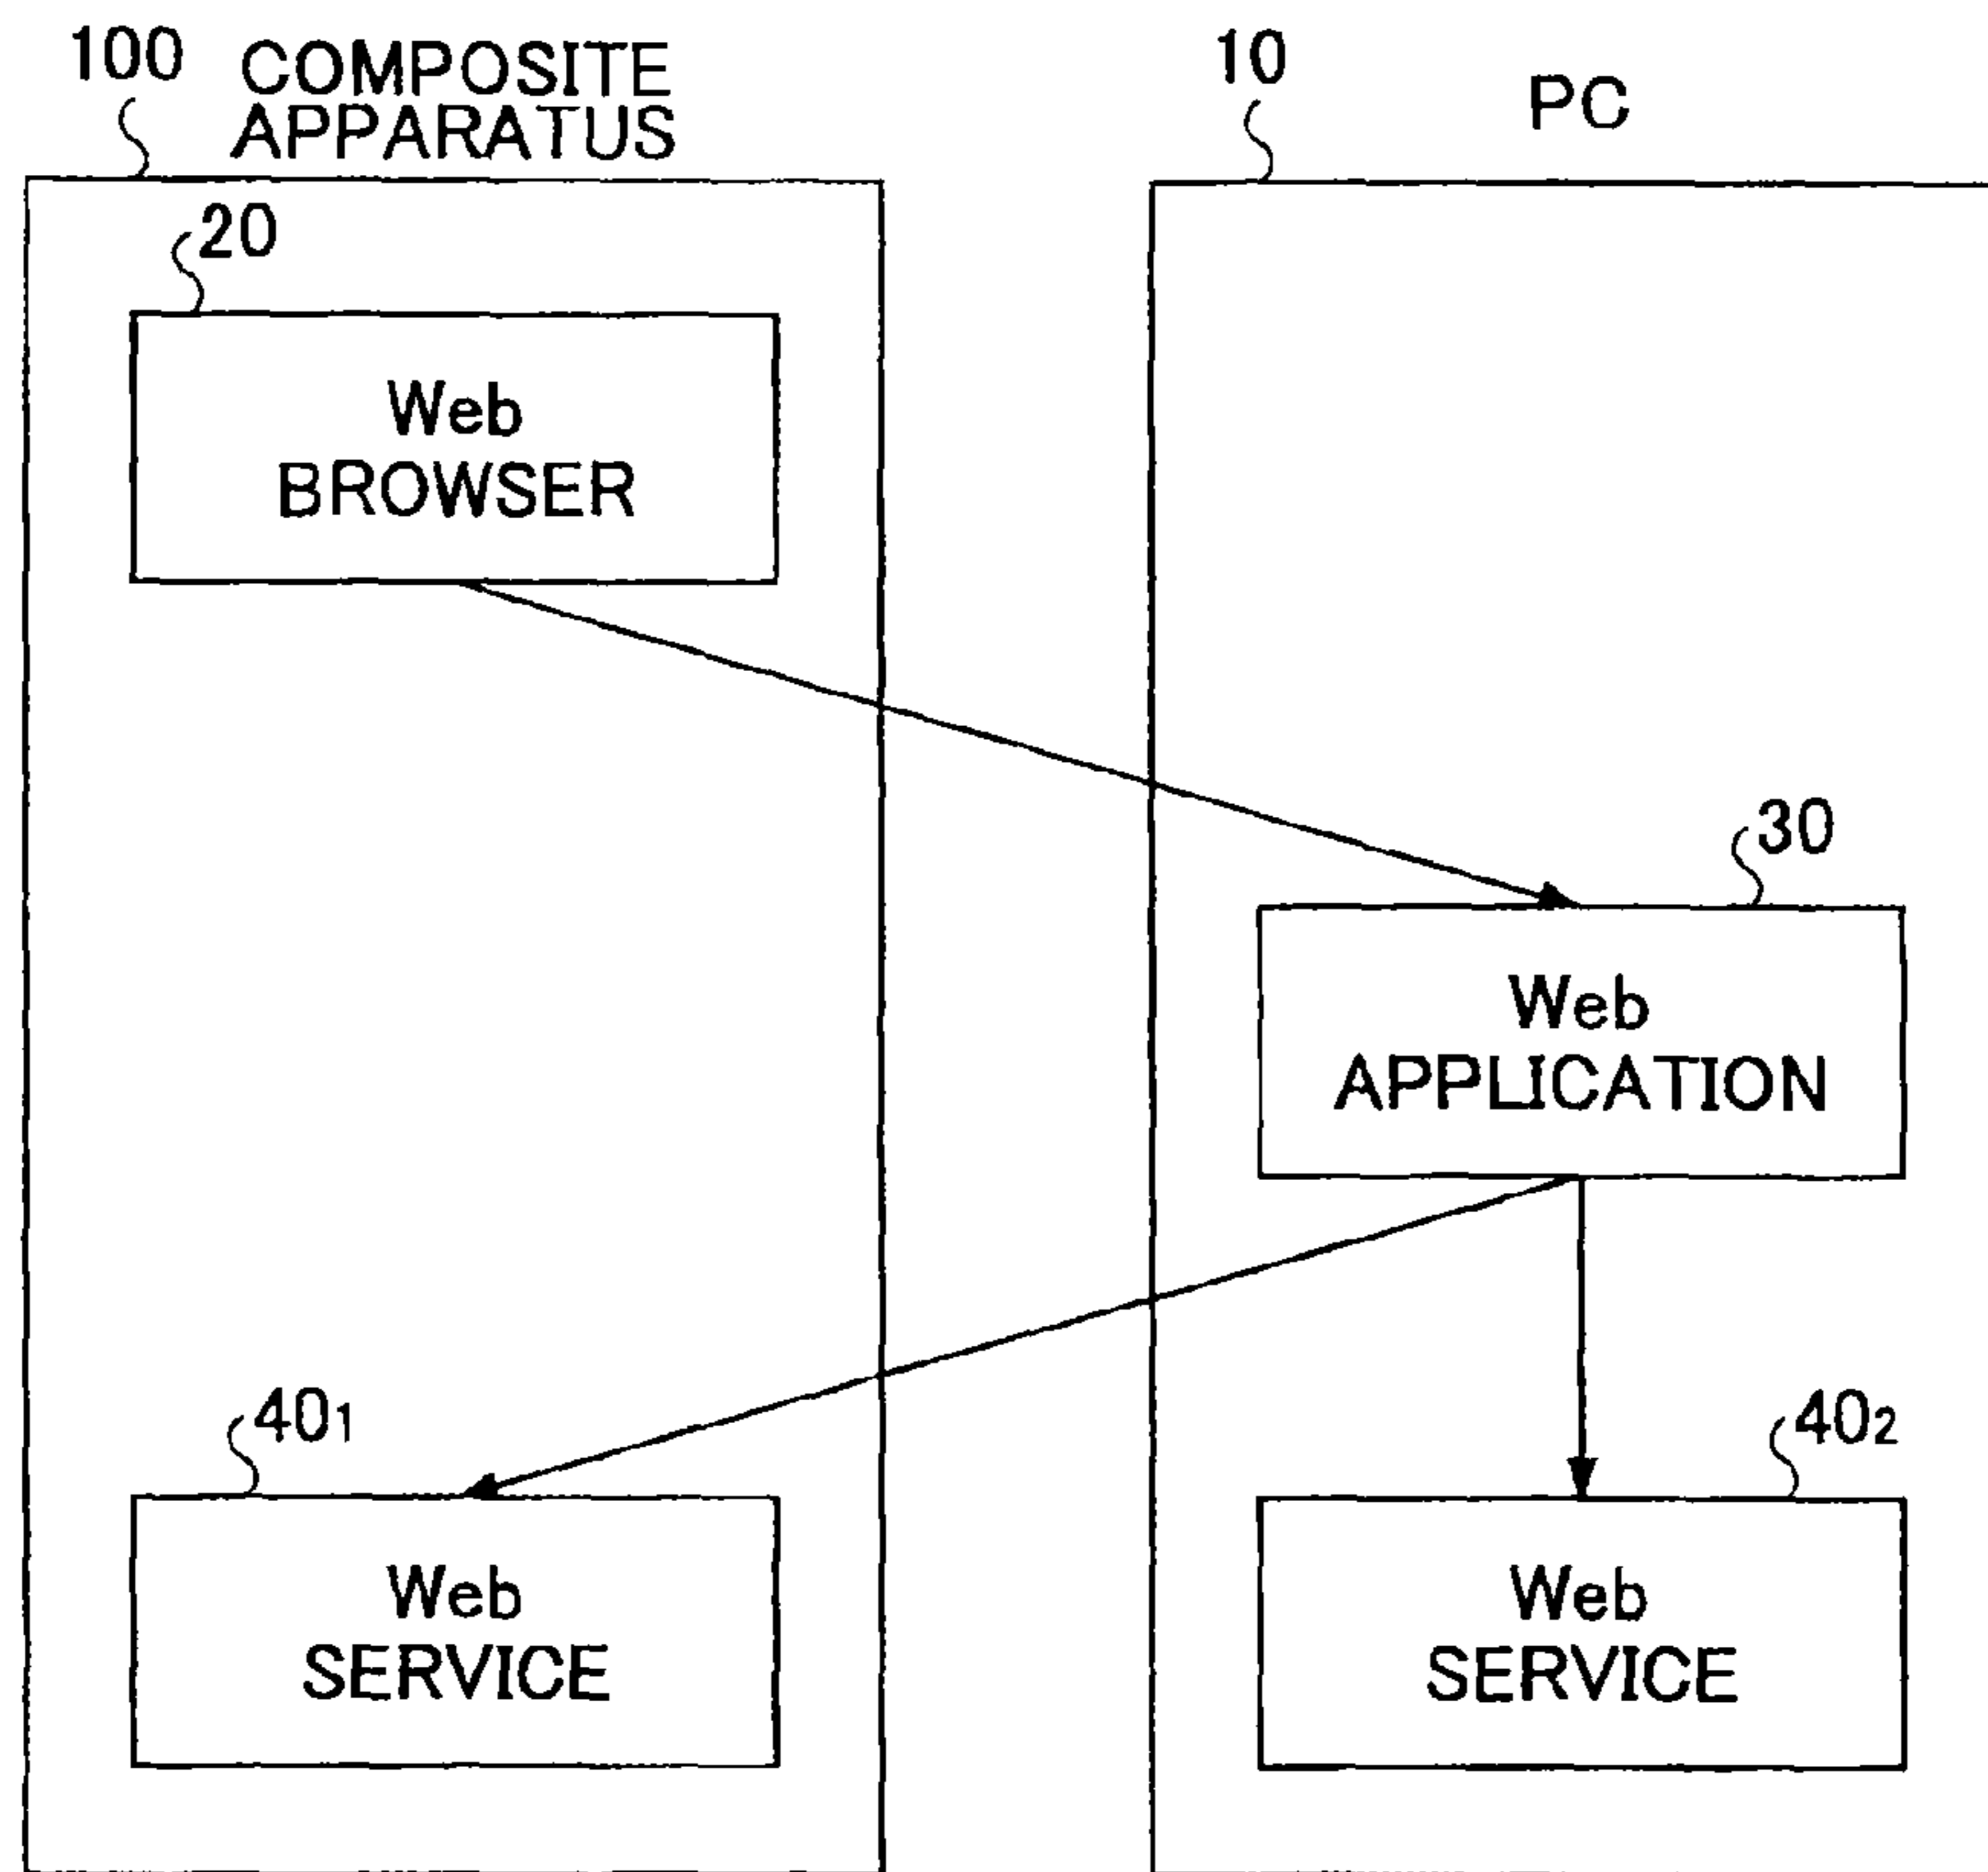 100 COMPOSITE
APPARATUS
10
PC
20
Web
BROWSER
30
Web
APPLICATION
40₁
Web
SERVICE
40₂
Web
SERVICE